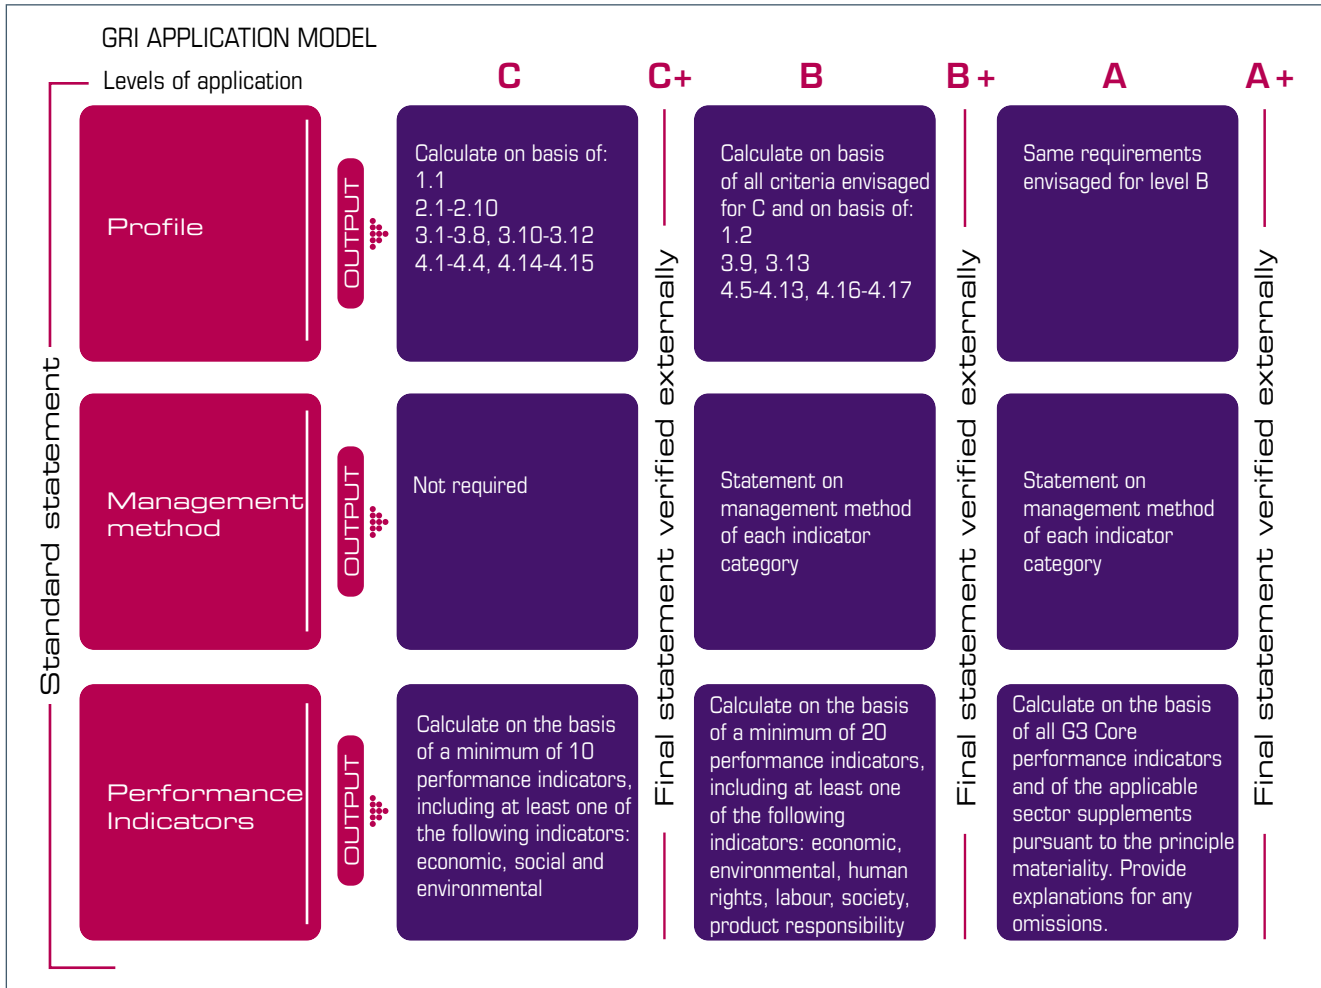 GRI APPLICATION MODEL
Levels of application
C
C+
B
B+
A
A+
Standard statement
Profile
OUTPUT
Calculate on basis of:
1.1
2.1-2.10
3.1-3.8, 3.10-3.12
4.1-4.4, 4.14-4.15
Calculate on basis
of all criteria envisaged
for C and on basis of:
1.2
3.9, 3.13
4.5-4.13, 4.16-4.17
Same requirements
envisaged for level B
Management
method
OUTPUT
Not required
Statement on
management method
of each indicator
category
Statement on
management method
of each indicator
category
Performance
Indicators
OUTPUT
Calculate on the basis
of a minimum of 10
performance indicators,
including at least one of
the following indicators:
economic, social and
environmental
Calculate on the basis
of a minimum of 20
performance indicators,
including at least one
of the following
indicators: economic,
environmental, human
rights, labour, society,
product responsibility
Calculate on the basis
of all G3 Core
performance indicators
and of the applicable
sector supplements
pursuant to the principle
materiality. Provide
explanations for any
omissions.
Final statement verified externally
Final statement verified externally
Final statement verified externally